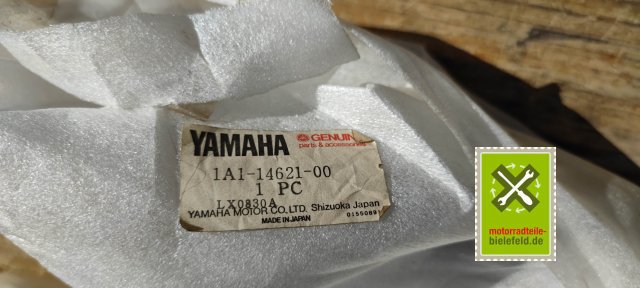 YAMAHA
GENUIN
parts & accessories
1A1-14621-00
1 PC
LX0830A
YAMAHA MOTOR CO.,LTD. Shizuoka Japan
MADE IN JAPAN
motorradteile-
bielefeld.de